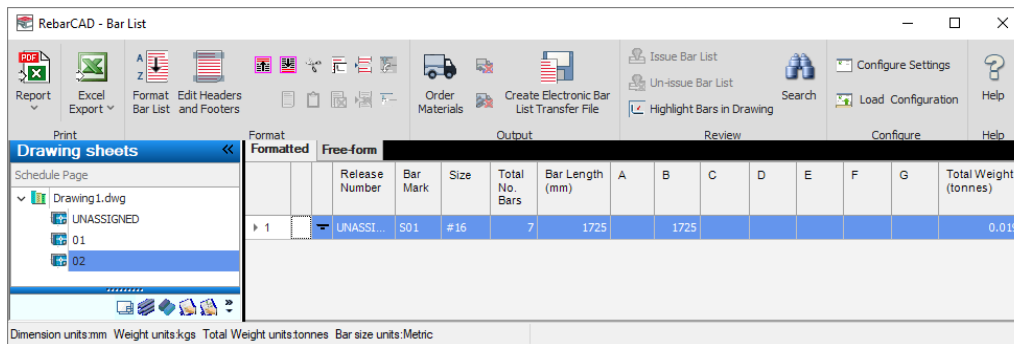 RebarCAD - Bar List
Report
Excel Export
Format Bar List
Edit Headers and Footers
Order Materials
Create Electronic Bar List Transfer File
Issue Bar List
Un-issue Bar List
Highlight Bars in Drawing
Search
Configure Settings
Load Configuration
Help
Print
Format
Output
Review
Configure
Help
Drawing sheets
Schedule Page
Drawing1.dwg
UNASSIGNED
01
02
Formatted Free-form
Release Number
Bar Mark
Size
Total No. Bars
Bar Length (mm)
A
B
C
D
E
F
G
Total Weight (tonnes)
1 UNASSI... S01 #16 7 1725 1725 0.019
Dimension units:mm Weight units:kgs Total Weight units:tonnes Bar size units:Metric